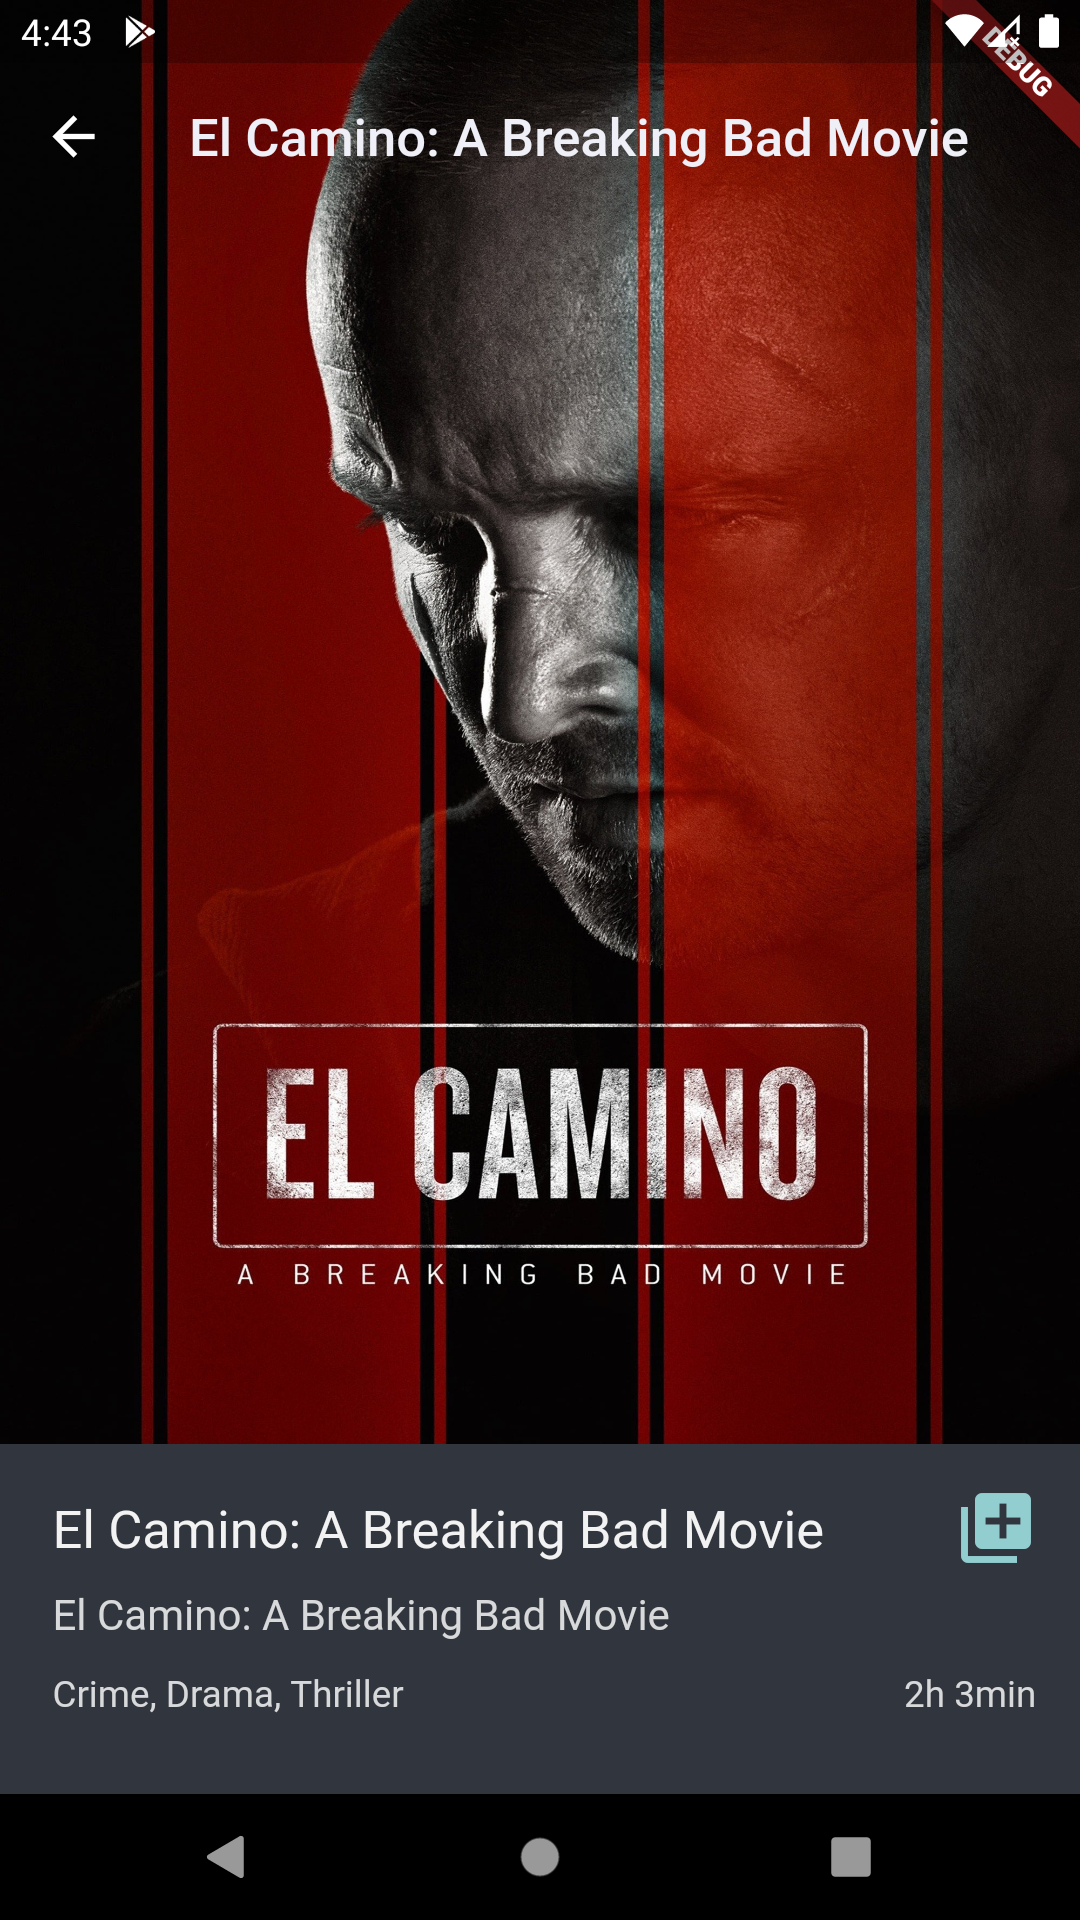 4:43
DEBUG
El Camino: A Breaking Bad Movie
EL CAMINO
A BREAKING BAD MOVIE
El Camino: A Breaking Bad Movie
El Camino: A Breaking Bad Movie
Crime, Drama, Thriller 2h 3min